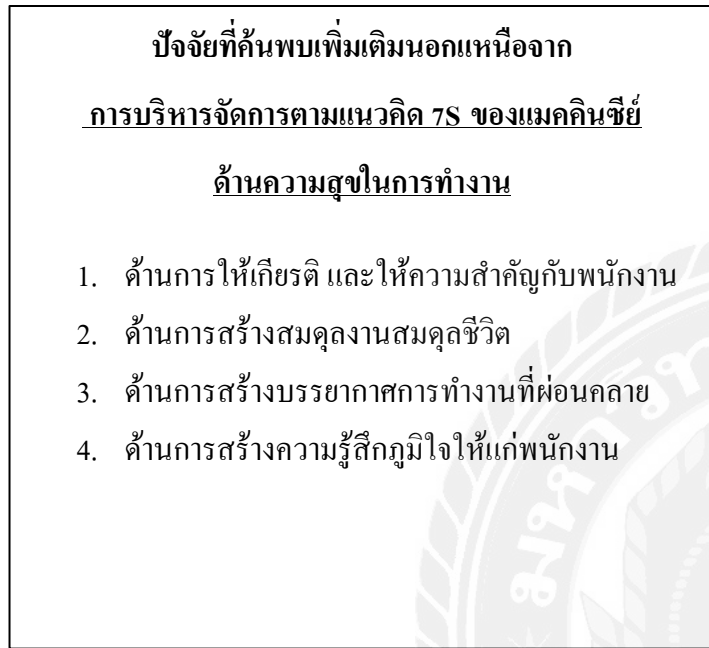 ปัจจัยที่ค้นพบเพิ่มเติมนอกแหนือจาก
การบริหารจัดการตามแนวคิด 7S ของแมคคินซีย์
ด้านความสุขในการทำงาน
1. ด้านการให้เกียรติ และให้ความสำคัญกับพนักงาน
2. ด้านการสร้างสมดุลงานสมดุลชีวิต
3. ด้านการสร้างบรรยากาศการทำงานที่ผ่อนคลาย
4. ด้านการสร้างความรู้สึกภูมิใจให้แก่พนักงาน